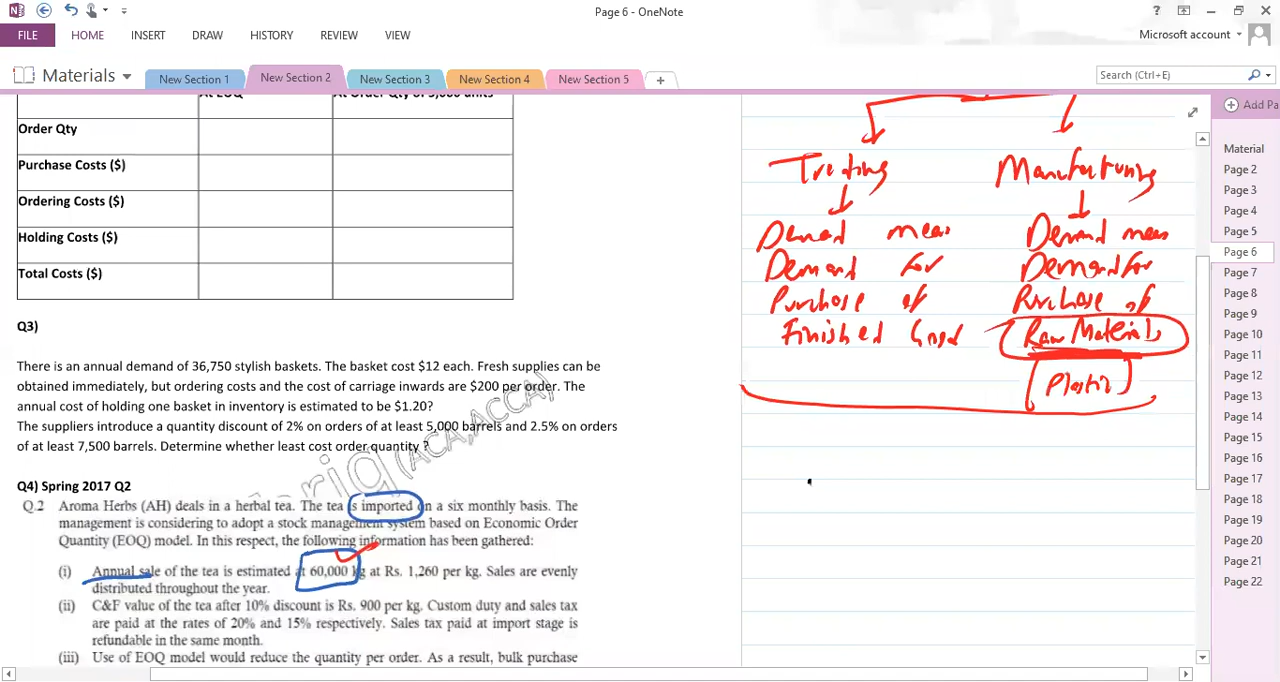 Page 6 - OneNote
?
FILE HOME INSERT DRAW HISTORY REVIEW VIEW
Microsoft account
Materials
New Section 1 New Section 2 New Section 3 New Section 4 New Section 5 +
Search (Ctrl+E)
Add Pa
Material
Page 2
Page 3
Page 4
Page 5
Page 6
Page 7
Page 8
Page 9
Page 10
Page 11
Page 12
Page 13
Page 14
Page 15
Page 16
Page 17
Page 18
Page 19
Page 20
Page 21
Page 22
At EOQ At Order Qty of 5,000 units
Order Qty
Purchase Costs ($)
Ordering Costs ($)
Holding Costs ($)
Total Costs ($)
Q3)
There is an annual demand of 36,750 stylish baskets. The basket cost $12 each. Fresh supplies can be
obtained immediately, but ordering costs and the cost of carriage inwards are $200 per order. The
annual cost of holding one basket in inventory is estimated to be $1.20?
The suppliers introduce a quantity discount of 2% on orders of at least 5,000 barrels and 2.5% on orders
of at least 7,500 barrels. Determine whether least cost order quantity ?
(ACA,ACCA)
Q4) Spring 2017 Q2
Q.2 Aroma Herbs (AH) deals in a herbal tea. The tea is imported on a six monthly basis. The
management is considering to adopt a stock management system based on Economic Order
Quantity (EOQ) model. In this respect, the following information has been gathered:
(i) Annual sale of the tea is estimated at 60,000 kg at Rs. 1,260 per kg. Sales are evenly
distributed throughout the year.
(ii) C&F value of the tea after 10% discount is Rs. 900 per kg. Custom duty and sales tax
are paid at the rates of 20% and 15% respectively. Sales tax paid at import stage is
refundable in the same month.
(iii) Use of EOQ model would reduce the quantity per order. As a result, bulk purchase
Trading
Demand mean
Demand for
Purchase of
Finished Good
Manufacturing
Demand mean
Demand for
Purchase of
Raw Materials
Plastic